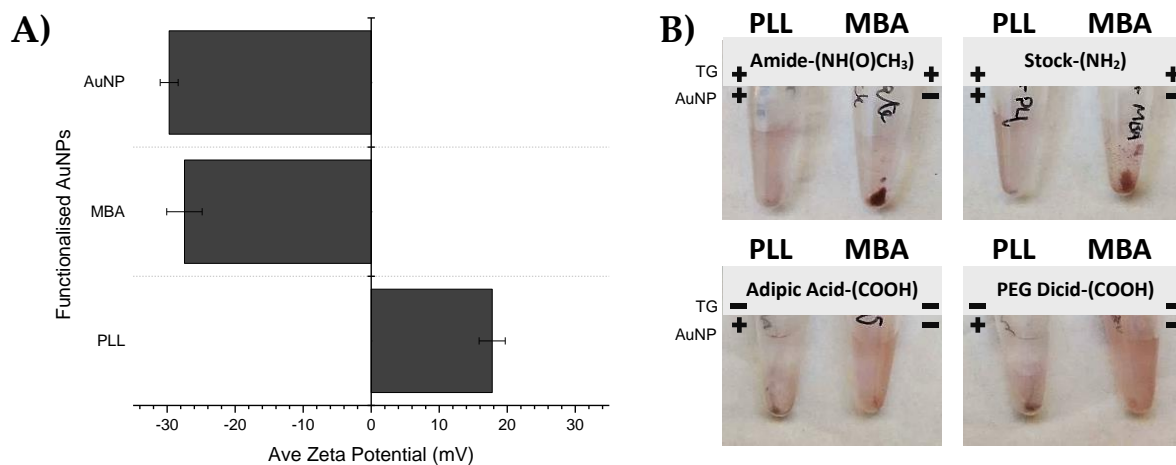 A)
AuNP
MBA
PLL
Functionalised AuNPs
-30 -20 -10 0 10 20 30
Ave Zeta Potential (mV)
B)
PLL MBA
Amide-(NH(O)CH₃)
TG + +
AuNP + −
PLL MBA
Stock-(NH₂)
+ +
+ −
MBA
PLL MBA
Adipic Acid-(COOH)
TG − −
AuNP + −
PLL MBA
PEG Dicid-(COOH)
− −
+ −